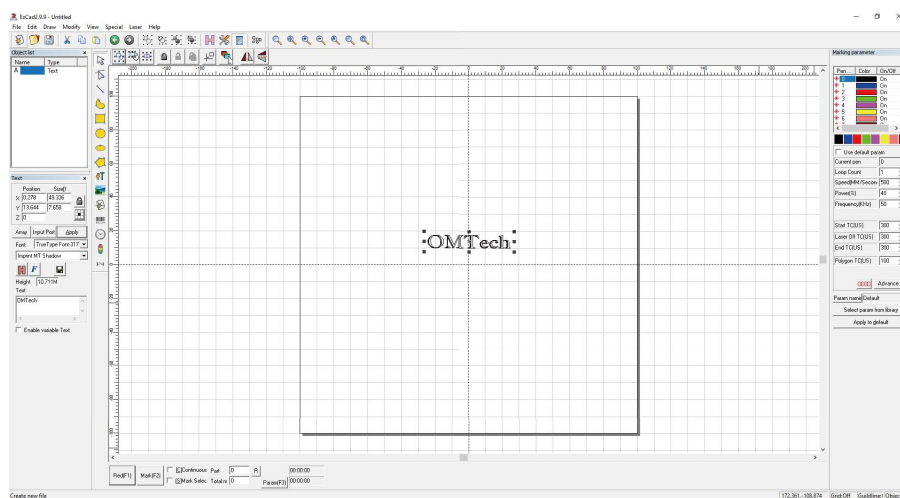 EzCad2.9.9 - Untitled
File Edit Draw Modify View Special Laser Help
Object list
Name Type
A Text
Text
Position Size[
X 0.278 49.336
Y 13.644 7.658
Z 0
Array Input Port Apply
Font TrueType Font-317
Imprint MT Shadow
Height 10.711M
Text
OMTech
Enable variable Text
OMTech
Marking parameter
Pen ... Color On/Off
0 On
1 On
2 On
3 On
4 On
5 On
6 On
Use default param
Current pen 0
Loop Count 1
Speed(MM/Secon 500
Power(%) 40
Frequency(KHz) 50
Start TC(US) 300
Laser Off TC(US) 300
End TC(US) 300
Polygon TC(US) 100
Advance
Param name Default
Select param from library
Apply to default
Red(F1) Mark(F2) [C]Continuous Part 0 R 00:00:00
[S]Mark Selec Total n 0 Param(F3) 00:00:00
Create new file
172.361,-108.874 Grid:Off Guildline:( Object